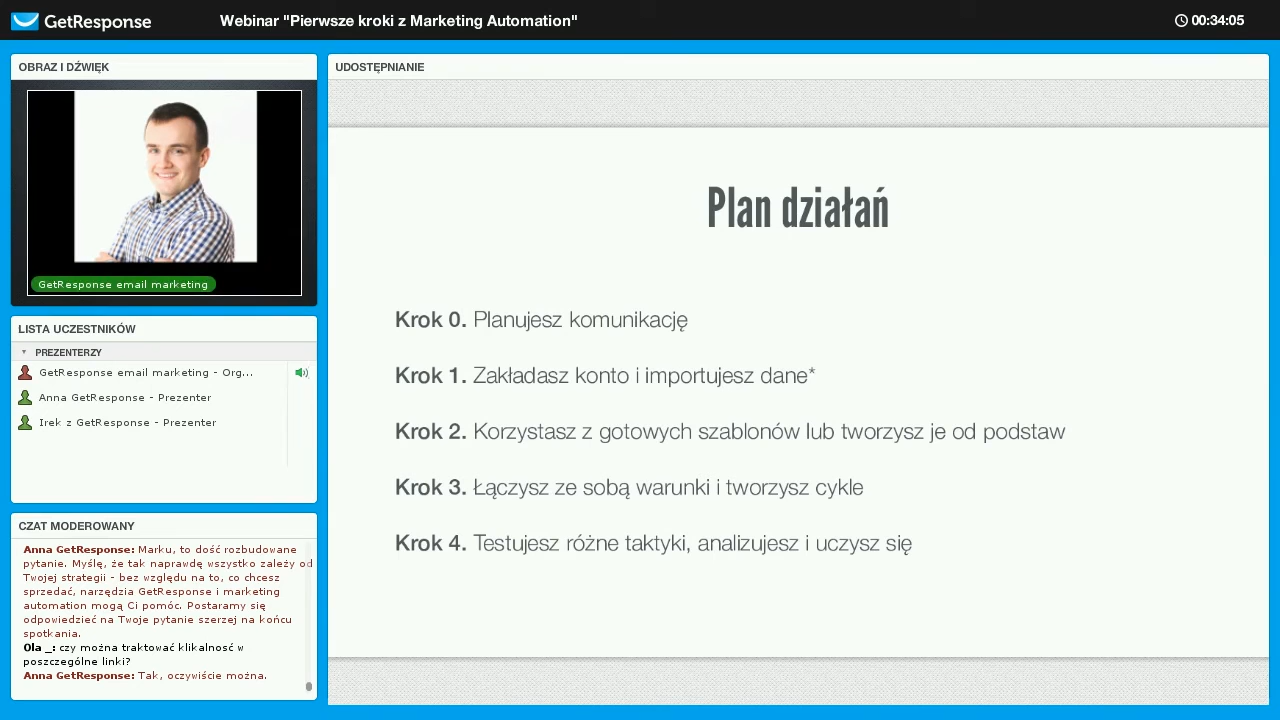 GetResponse
Webinar "Pierwsze kroki z Marketing Automation"
00:34:05
OBRAZ I DŹWIĘK
GetResponse email marketing
LISTA UCZESTNIKÓW
PREZENTERZY
GetResponse email marketing - Org...
Anna GetResponse - Prezenter
Irek z GetResponse - Prezenter
CZAT MODEROWANY
Anna GetResponse: Marku, to dość rozbudowane
pytanie. Myślę, że tak naprawdę wszystko zależy od
Twojej strategii - bez względu na to, co chcesz
sprzedać, narzędzia GetResponse i marketing
automation mogą Ci pomóc. Postaramy się
odpowiedzieć na Twoje pytanie szerzej na końcu
spotkania.
Ola _: czy można traktować klikalnosć w
poszczególne linki?
Anna GetResponse: Tak, oczywiście można.
UDOSTĘPNIANIE
Plan działań
Krok 0. Planujesz komunikację
Krok 1. Zakładasz konto i importujesz dane*
Krok 2. Korzystasz z gotowych szablonów lub tworzysz je od podstaw
Krok 3. Łączysz ze sobą warunki i tworzysz cykle
Krok 4. Testujesz różne taktyki, analizujesz i uczysz się